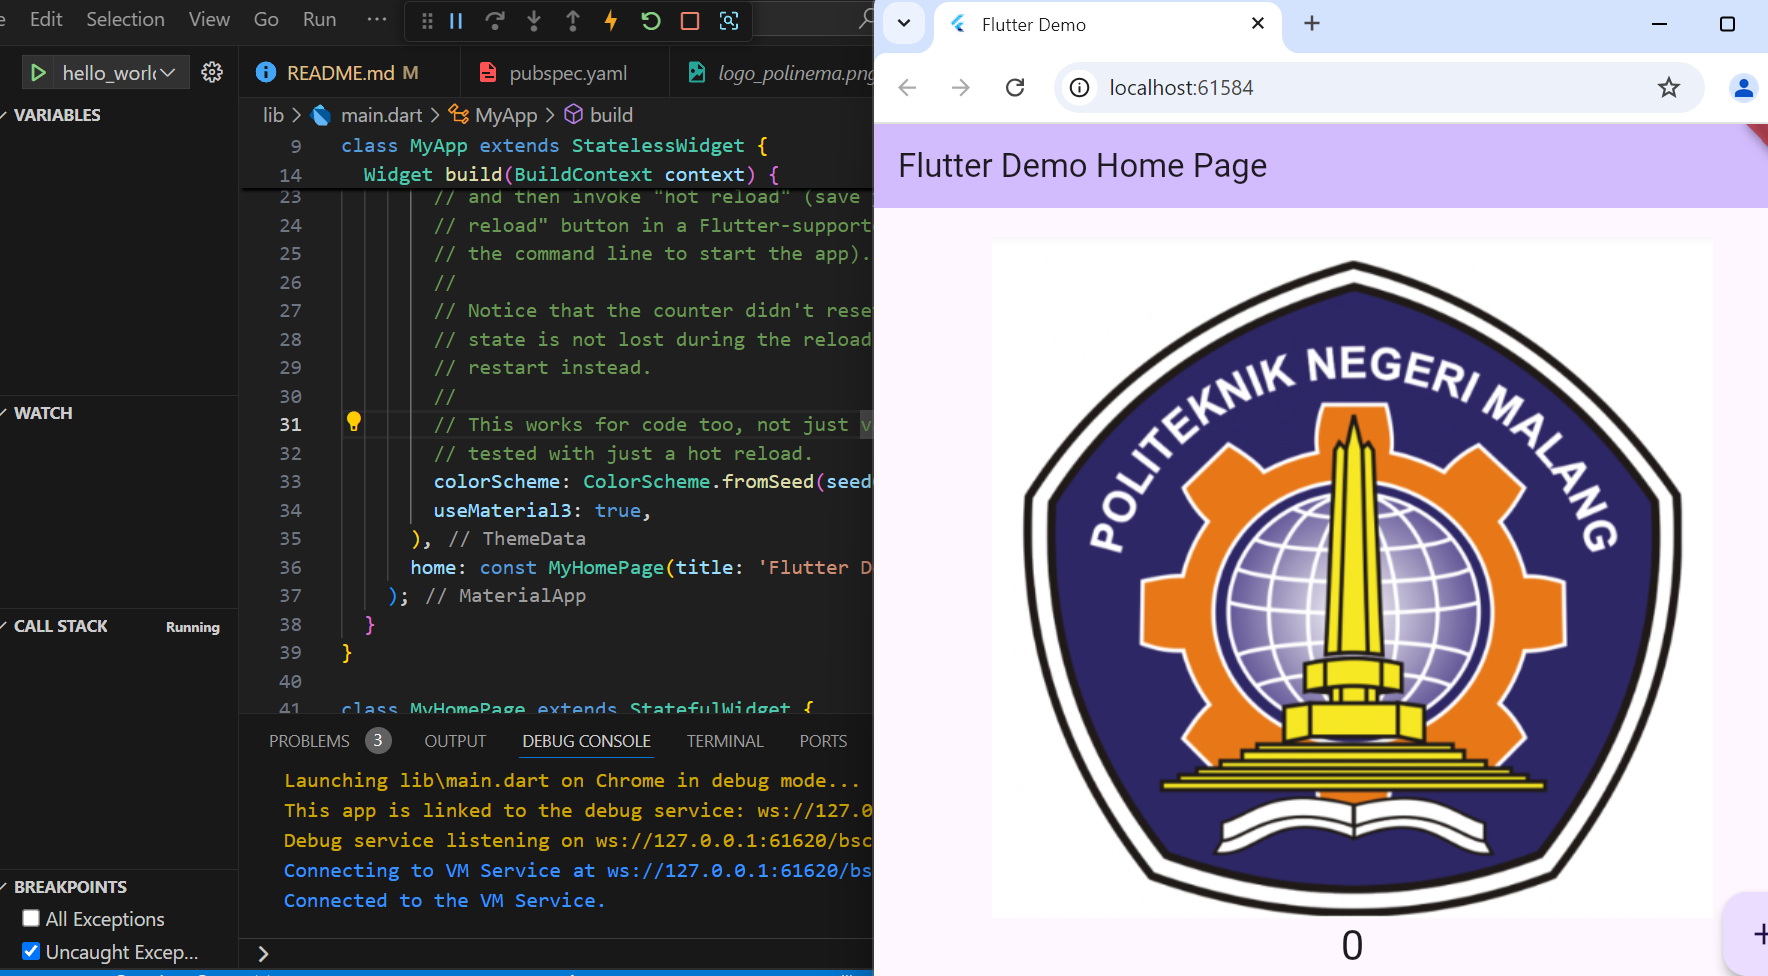 Edit Selection View Go Run ···
hello_worl
README.md M
pubspec.yaml
logo_polinema.png
VARIABLES
WATCH
CALL STACK Running
BREAKPOINTS
All Exceptions
Uncaught Excep...
lib > main.dart > MyApp > build
9 class MyApp extends StatelessWidget {
14 Widget build(BuildContext context) {
23 // and then invoke "hot reload" (save
24 // reload" button in a Flutter-support
25 // the command line to start the app).
26 //
27 // Notice that the counter didn't rese
28 // state is not lost during the reload
29 // restart instead.
30 //
31 // This works for code too, not just v
32 // tested with just a hot reload.
33 colorScheme: ColorScheme.fromSeed(seed
34 useMaterial3: true,
35 ), // ThemeData
36 home: const MyHomePage(title: 'Flutter D
37 ); // MaterialApp
38 }
39 }
40
41 class MyHomePage extends StatefulWidget {
PROBLEMS 3 OUTPUT DEBUG CONSOLE TERMINAL PORTS
Launching lib\main.dart on Chrome in debug mode...
This app is linked to the debug service: ws://127.0
Debug service listening on ws://127.0.0.1:61620/bsc
Connecting to VM Service at ws://127.0.0.1:61620/bs
Connected to the VM Service.
>
Flutter Demo
localhost:61584
Flutter Demo Home Page
POLITEKNIK NEGERI MALANG
0
+